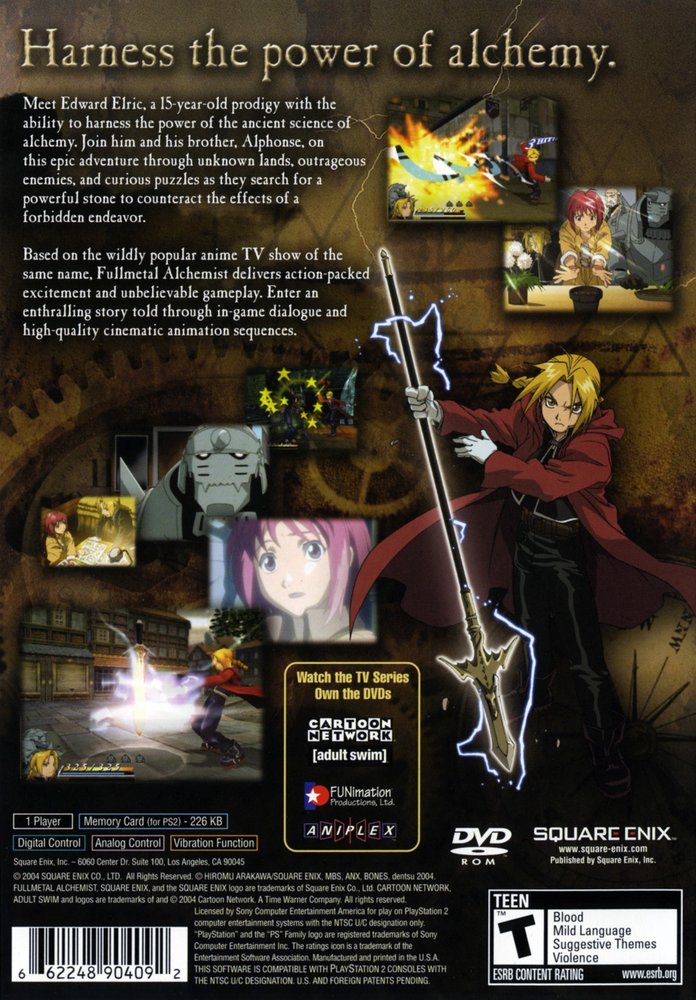 Harness the power of alchemy.
Meet Edward Elric, a 15-year-old prodigy with the
ability to harness the power of the ancient science of
alchemy. Join him and his brother, Alphonse, on
this epic adventure through unknown lands, outrageous
enemies, and curious puzzles as they search for a
powerful stone to counteract the effects of a
forbidden endeavor.
Based on the wildly popular anime TV show of the
same name, Fullmetal Alchemist delivers action-packed
excitement and unbelievable gameplay. Enter an
enthralling story told through in-game dialogue and
high-quality cinematic animation sequences.
3 HIT!
325/325
Watch the TV Series
Own the DVDs
CARTOON
NETWORK
[adult swim]
FUNimation
Productions, Ltd.
ANIPLEX
1 Player
Memory Card (for PS2) - 226 KB
Digital Control
Analog Control
Vibration Function
DVD
ROM
SQUARE ENIX™
www.square-enix.com
Published by Square Enix, Inc.
Square Enix, Inc. – 6060 Center Dr. Suite 100, Los Angeles, CA 90045
© 2004 SQUARE ENIX CO., LTD. All Rights Reserved. © HIROMU ARAKAWA/SQUARE ENIX, MBS, ANX, BONES, dentsu 2004.
FULLMETAL ALCHEMIST, SQUARE ENIX, and the SQUARE ENIX logo are trademarks of Square Enix Co., Ltd. CARTOON NETWORK,
ADULT SWIM and logos are trademarks of and © 2004 Cartoon Network. A Time Warner Company. All rights reserved.
Licensed by Sony Computer Entertainment America for play on PlayStation 2
computer entertainment systems with the NTSC U/C designation only.
"PlayStation" and the "PS" Family logo are registered trademarks of Sony
Computer Entertainment Inc. The ratings icon is a trademark of the
Entertainment Software Association. Manufactured and printed in the U.S.A.
THIS SOFTWARE IS COMPATIBLE WITH PLAYSTATION 2 CONSOLES WITH
THE NTSC U/C DESIGNATION. U.S. AND FOREIGN PATENTS PENDING.
6 62248 90409 2
TEEN
T
Blood
Mild Language
Suggestive Themes
Violence
ESRB CONTENT RATING www.esrb.org